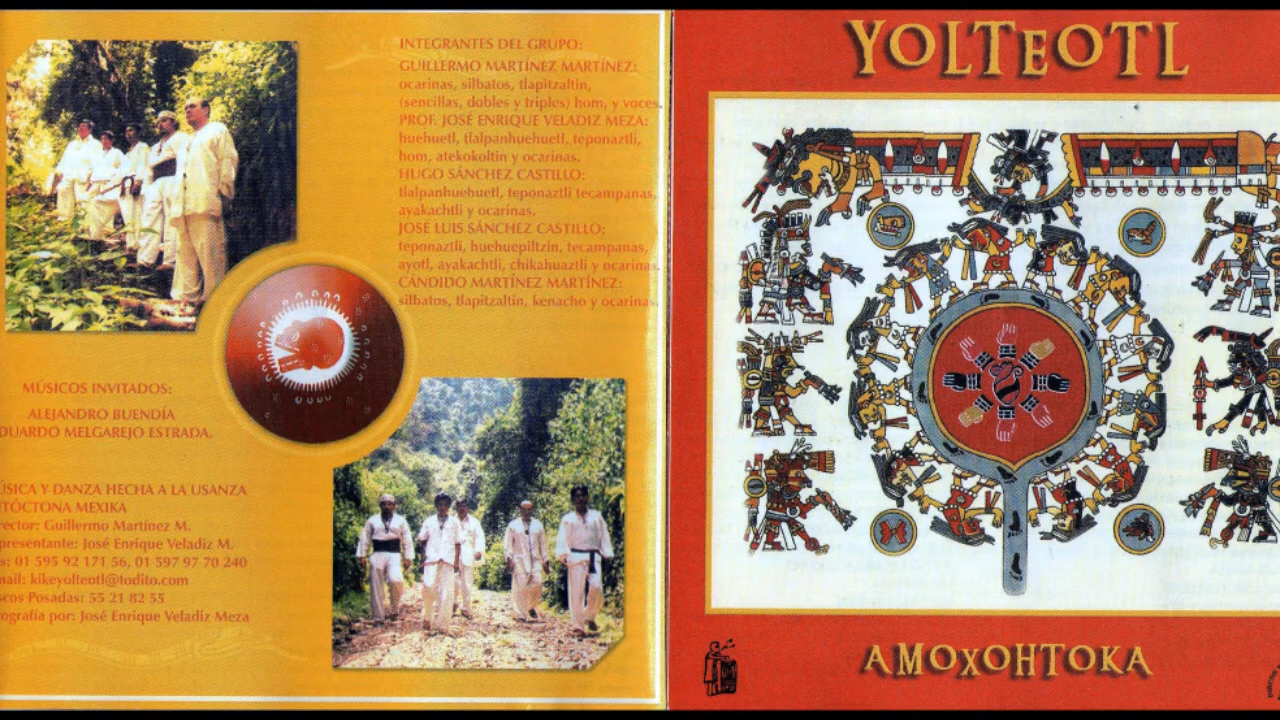 INTEGRANTES DEL GRUPO:
GUILLERMO MARTÍNEZ MARTÍNEZ:
ocarinas, silbatos, tlapitzaltin,
(sencillas, dobles y triples) hom, y voces.
PROF. JOSÉ ENRIQUE VELADIZ MEZA:
huehuetl, tlalpanhuehuetl, teponaztli,
hom, atekokoltin y ocarinas.
HUGO SÁNCHEZ CASTILLO:
tlalpanhuehuetl, teponaztli tecampanas,
ayakachtli y ocarinas.
JOSÉ LUIS SÁNCHEZ CASTILLO:
teponaztli, huehuepiltzin, tecampanas,
ayotl, ayakachtli, chikahuaztli y ocarinas.
CÁNDIDO MARTÍNEZ MARTÍNEZ:
silbatos, tlapitzaltin, kenacho y ocarinas.
MÚSICOS INVITADOS:
ALEJANDRO BUENDÍA
DUARDO MELGAREJO ESTRADA.
ÚSICA Y DANZA HECHA A LA USANZA
UTÓCTONA MEXIKA
rector: Guillermo Martínez M.
presentante: José Enrique Veladiz M.
s: 01 595 92 171 56, 01 597 97 70 240
mail: kikeyolteotl@todito.com
scos Posadas: 55 21 82 55
ografía por: José Enrique Veladiz Meza
YOLTEOTL
AMOXOHTOKA